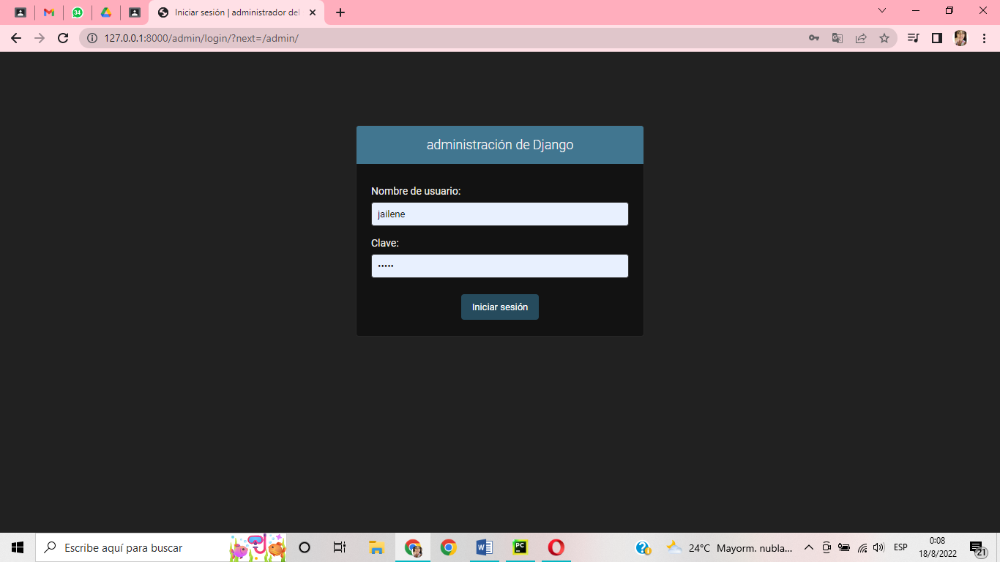 34
Iniciar sesión | administrador del
127.0.0.1:8000/admin/login/?next=/admin/
administración de Django
Nombre de usuario:
jailene
Clave:
•••••
Iniciar sesión
Escribe aquí para buscar
W
PC
24°C Mayorm. nubla...
ESP
0:08
18/8/2022
21